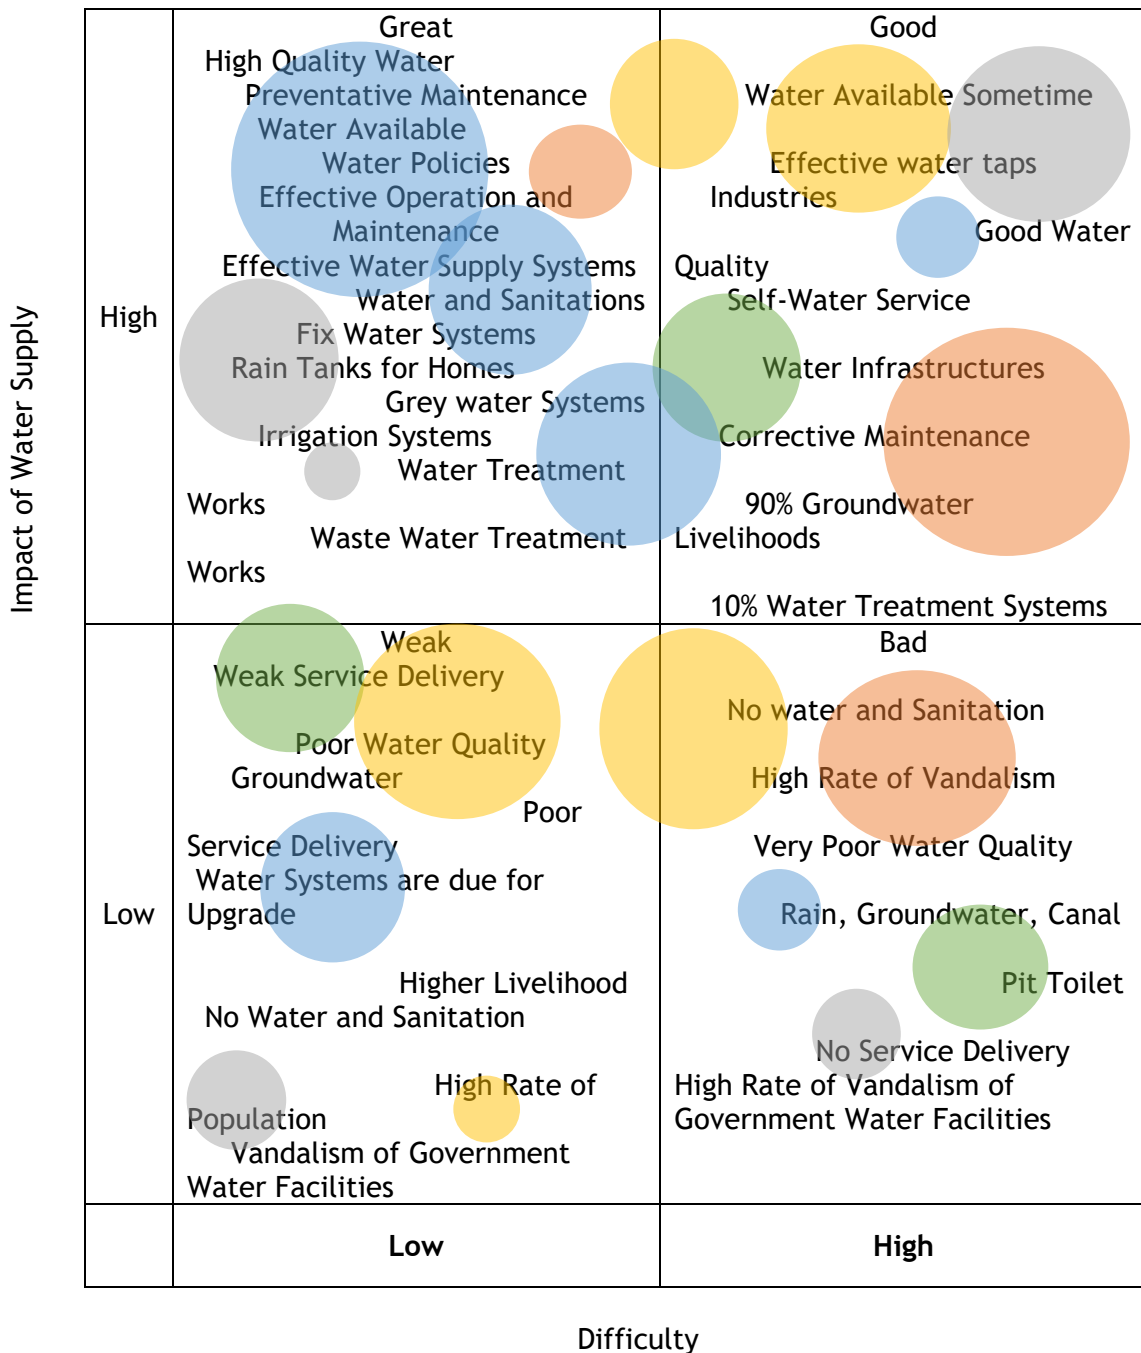 Impact of Water Supply
High
Great
High Quality Water
Preventative Maintenance
Water Available
Water Policies
Effective Operation and
Maintenance
Effective Water Supply Systems
Water and Sanitations
Fix Water Systems
Rain Tanks for Homes
Grey water Systems
Irrigation Systems
Water Treatment
Works
Waste Water Treatment
Works
Good
Water Available Sometime
Effective water taps
Industries
Good Water
Quality
Self-Water Service
Water Infrastructures
Corrective Maintenance
90% Groundwater
Livelihoods
10% Water Treatment Systems
Low
Weak
Weak Service Delivery
Poor Water Quality
Groundwater
Poor
Service Delivery
Water Systems are due for
Upgrade
Higher Livelihood
No Water and Sanitation
High Rate of
Population
Vandalism of Government
Water Facilities
Bad
No water and Sanitation
High Rate of Vandalism
Very Poor Water Quality
Rain, Groundwater, Canal
Pit Toilet
No Service Delivery
High Rate of Vandalism of
Government Water Facilities
Low
High
Difficulty